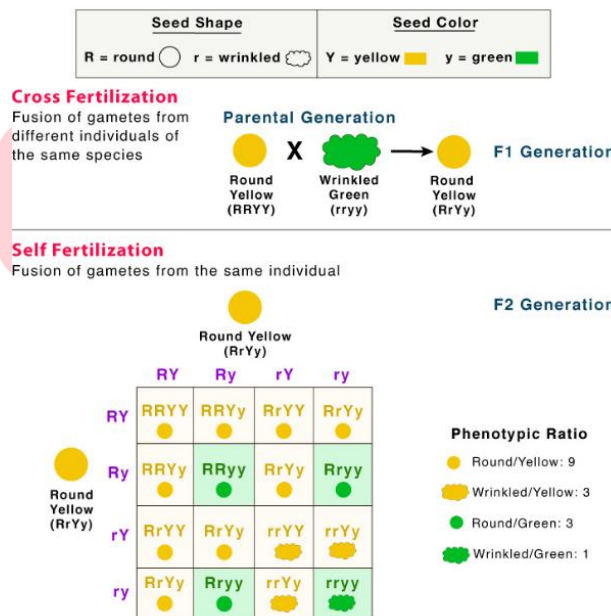 Seed Shape
Seed Color
R = round r = wrinkled
Y = yellow y = green
Cross Fertilization
Fusion of gametes from
different individuals of
the same species
Parental Generation
X
F1 Generation
Round
Yellow
(RRYY)
Wrinkled
Green
(rryy)
Round
Yellow
(RrYy)
Self Fertilization
Fusion of gametes from the same individual
F2 Generation
Round Yellow
(RrYy)
RY Ry rY ry
RY RRYY RRYy RrYY RrYy
Ry RRYy RRyy RrYy Rryy
rY RrYY RrYy rrYY rrYy
ry RrYy Rryy rrYy rryy
Round
Yellow
(RrYy)
Phenotypic Ratio
Round/Yellow: 9
Wrinkled/Yellow: 3
Round/Green: 3
Wrinkled/Green: 1